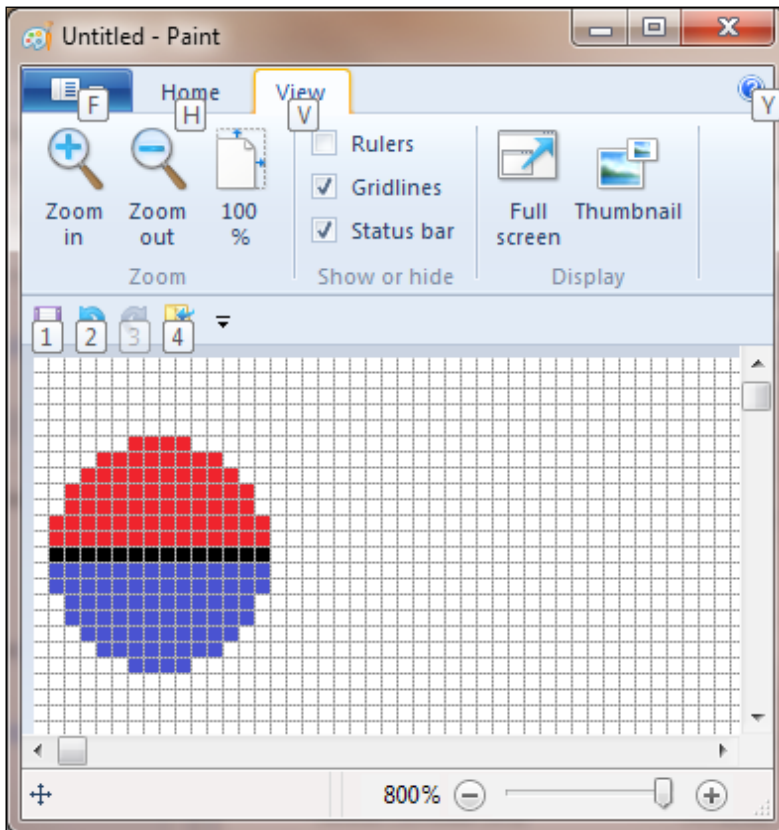 Untitled - Paint
F
Home
H
View
V
Y
Zoom in
Zoom out
100 %
Rulers
Gridlines
Status bar
Full screen
Thumbnail
Zoom
Show or hide
Display
1
2
3
4
800%